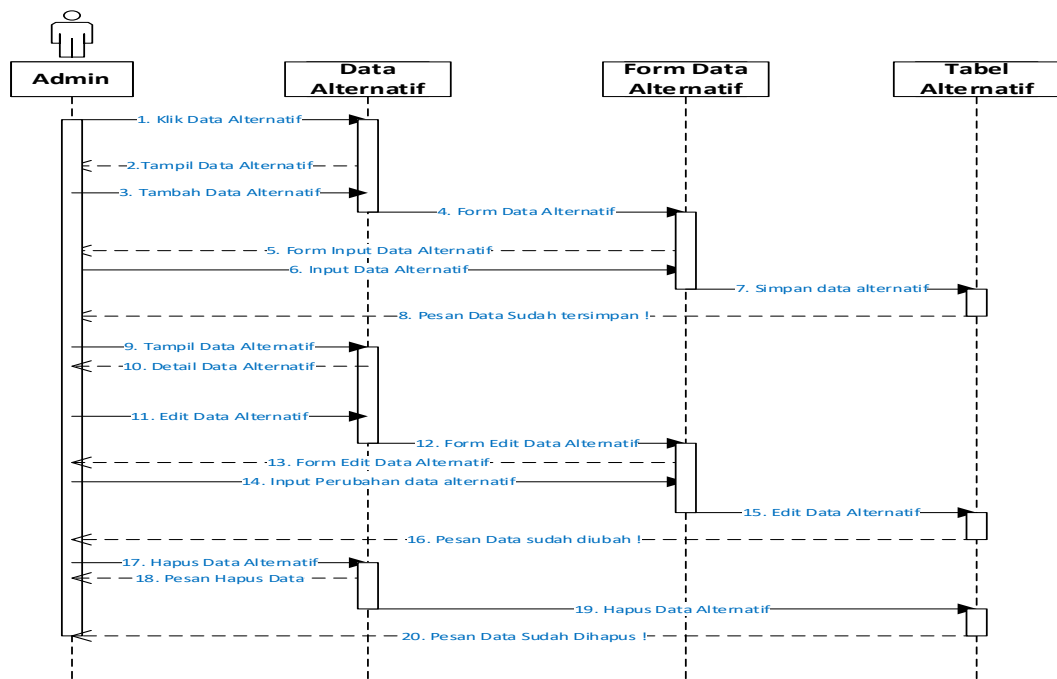 Admin
Data
Alternatif
Form Data
Alternatif
Tabel
Alternatif
1. Klik Data Alternatif
2.Tampil Data Alternatif
3. Tambah Data Alternatif
4. Form Data Alternatif
5. Form Input Data Alternatif
6. Input Data Alternatif
7. Simpan data alternatif
8. Pesan Data Sudah tersimpan !
9. Tampil Data Alternatif
10. Detail Data Alternatif
11. Edit Data Alternatif
12. Form Edit Data Alternatif
13. Form Edit Data Alternatif
14. Input Perubahan data alternatif
15. Edit Data Alternatif
16. Pesan Data sudah diubah !
17. Hapus Data Alternatif
18. Pesan Hapus Data
19. Hapus Data Alternatif
20. Pesan Data Sudah Dihapus !